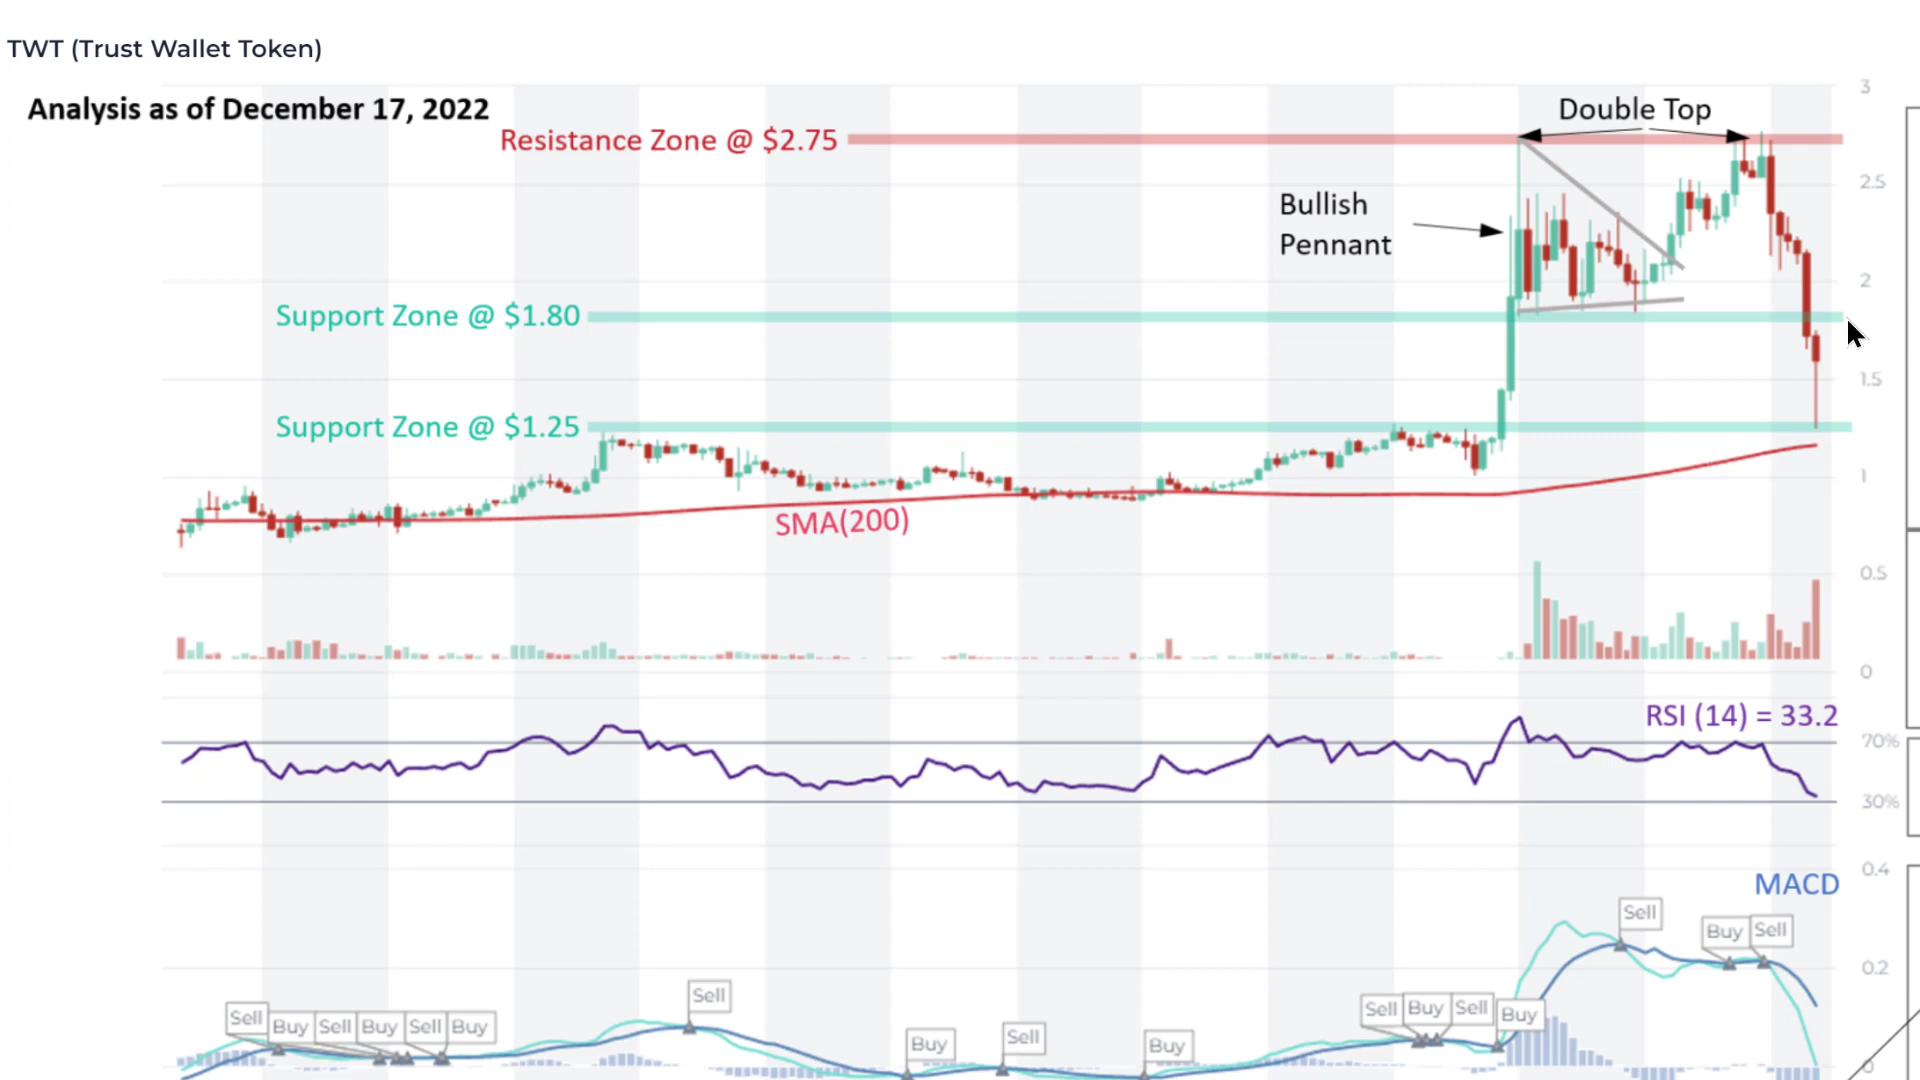 TWT (Trust Wallet Token)
Analysis as of December 17, 2022
Double Top
Resistance Zone @ $2.75
Bullish
Pennant
Support Zone @ $1.80
Support Zone @ $1.25
SMA(200)
3
2.5
2
1.5
1
0.5
0
RSI (14) = 33.2
70%
30%
0.4
MACD
0.2
0
Sell
Buy
Sell
Buy
Sell
Buy
Sell
Buy
Sell
Buy
Sell
Buy
Sell
Buy
Sell
Buy
Sell